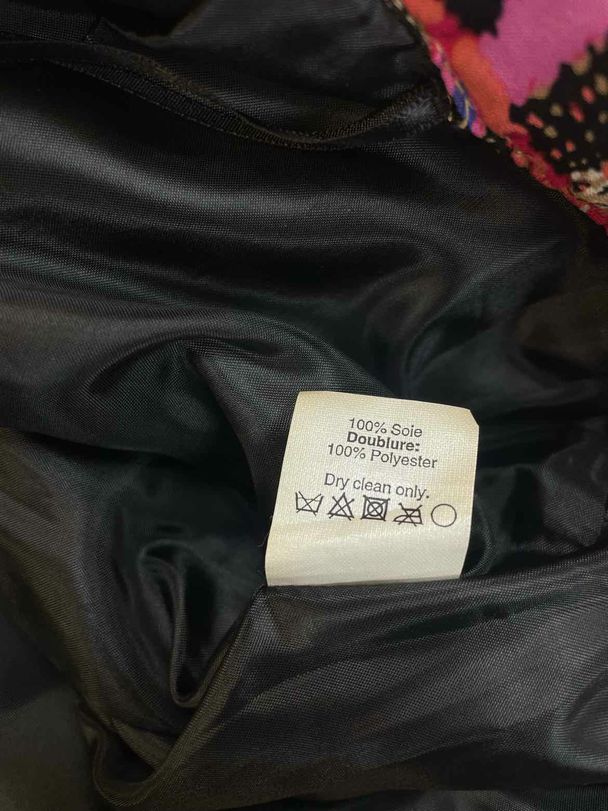 100% Soie
Doublure:
100% Polyester
Dry clean only.